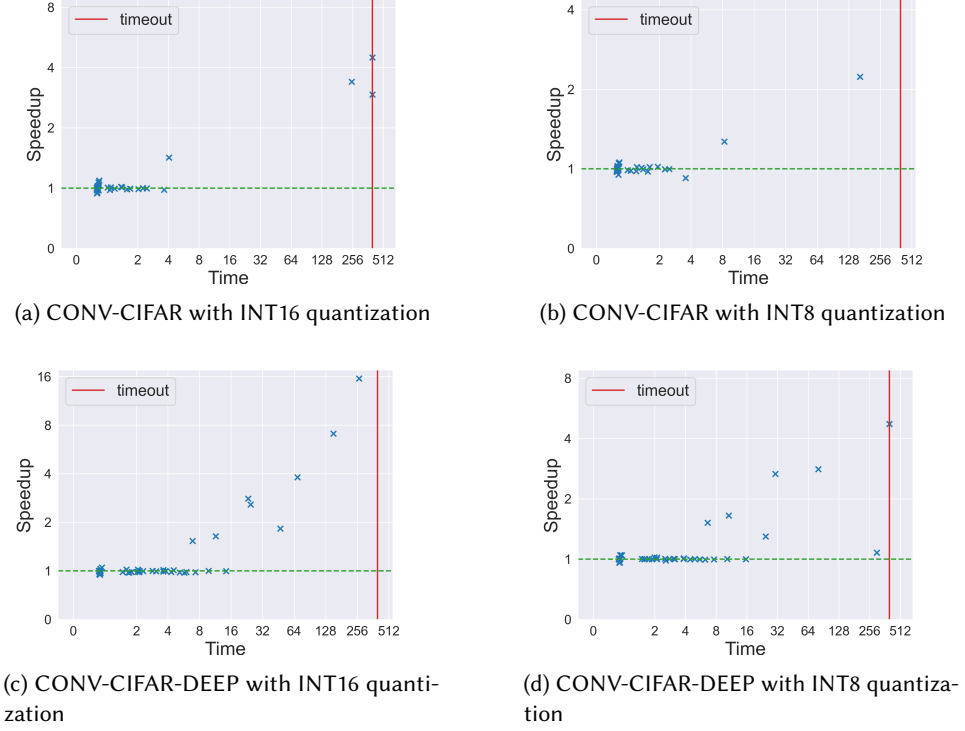 8
4
2
1
0
Speedup
timeout
0 2 4 8 16 32 64 128 256 512
Time
(a) CONV-CIFAR with INT16 quantization
4
2
1
0
Speedup
timeout
0 2 4 8 16 32 64 128 256 512
Time
(b) CONV-CIFAR with INT8 quantization
16
8
4
2
1
0
Speedup
timeout
0 2 4 8 16 32 64 128 256 512
Time
(c) CONV-CIFAR-DEEP with INT16 quanti-
zation
8
4
2
1
0
Speedup
timeout
0 2 4 8 16 32 64 128 256 512
Time
(d) CONV-CIFAR-DEEP with INT8 quantiza-
tion